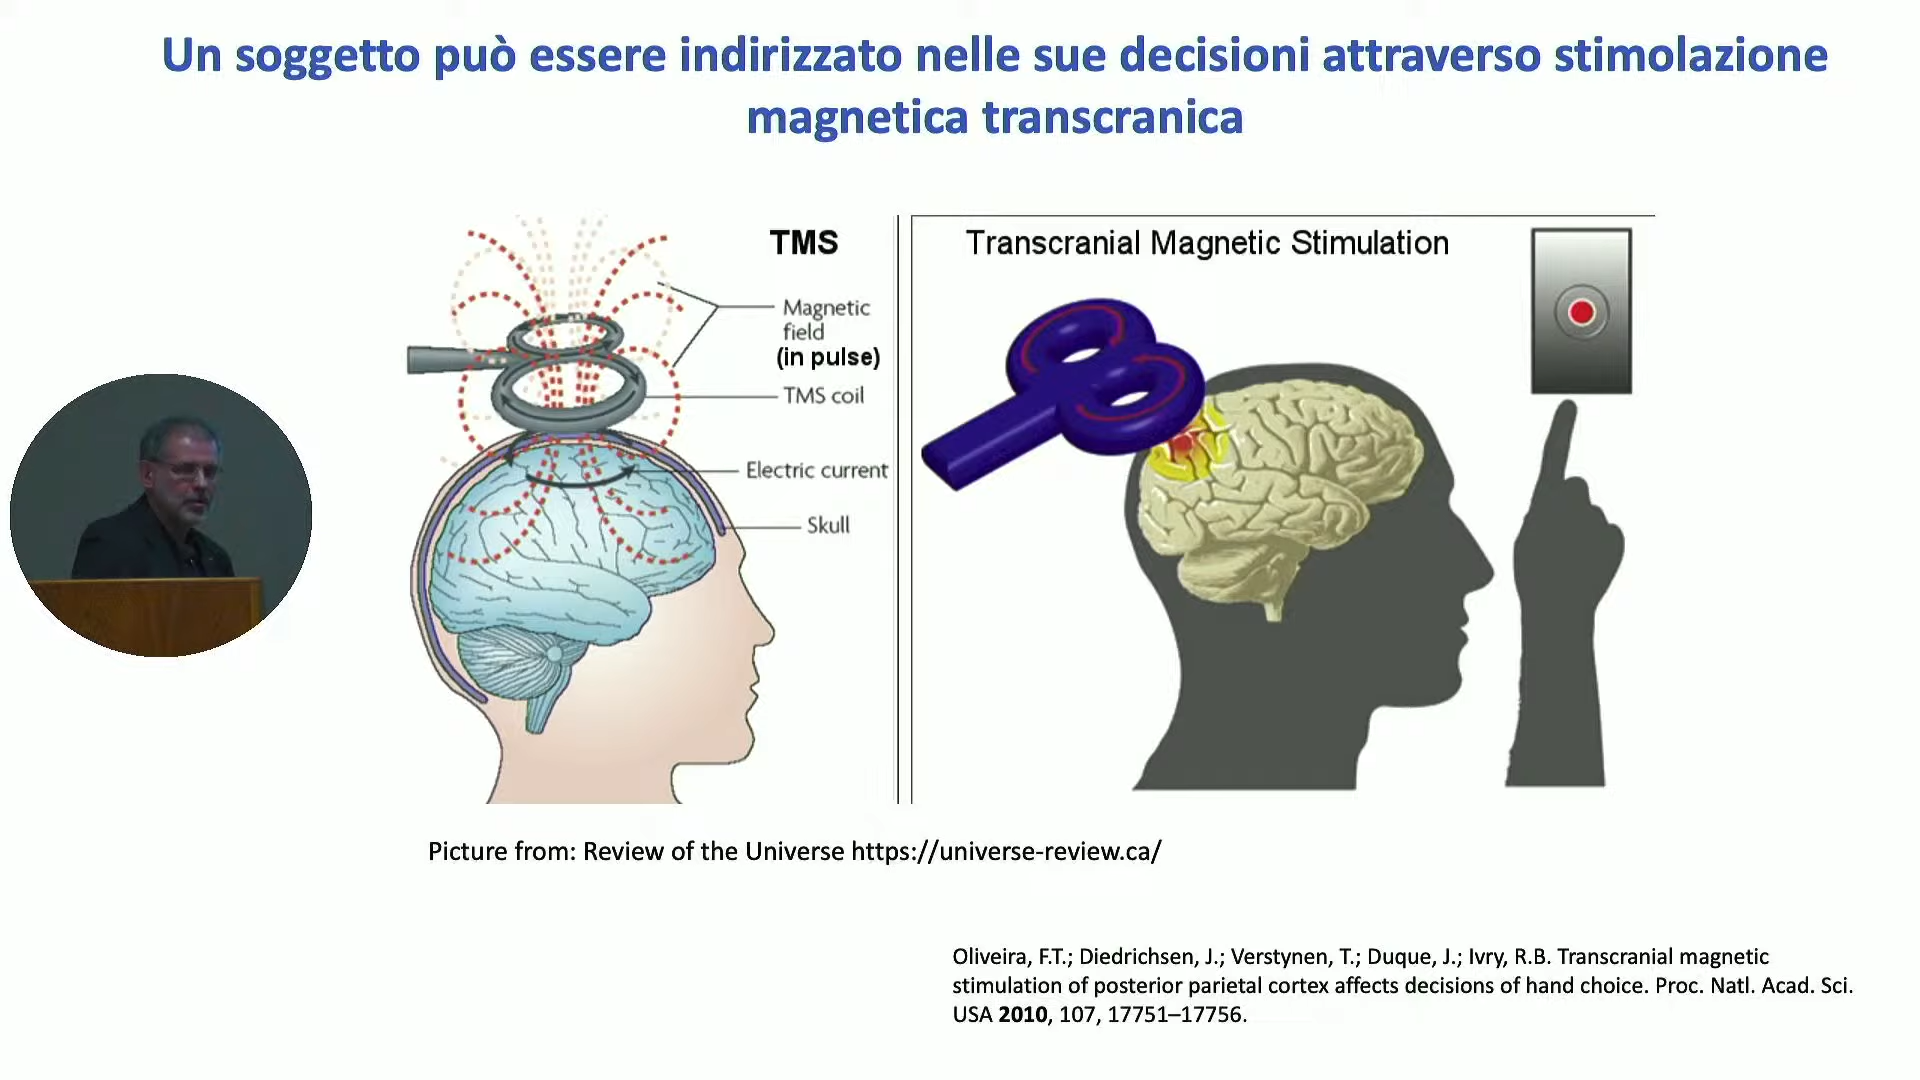 Un soggetto può essere indirizzato nelle sue decisioni attraverso stimolazione
magnetica transcranica
TMS
Magnetic
field
(in pulse)
TMS coil
Electric current
Skull
Transcranial Magnetic Stimulation
Picture from: Review of the Universe https://universe-review.ca/
Oliveira, F.T.; Diedrichsen, J.; Verstynen, T.; Duque, J.; Ivry, R.B. Transcranial magnetic
stimulation of posterior parietal cortex affects decisions of hand choice. Proc. Natl. Acad. Sci.
USA 2010, 107, 17751–17756.